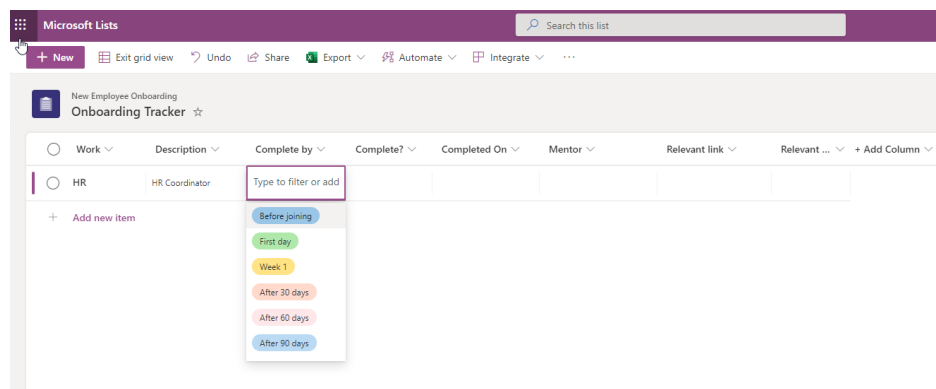 Microsoft Lists
Search this list
+ New Exit grid view Undo Share Export Automate Integrate ...
New Employee Onboarding
Onboarding Tracker
Work Description Complete by Complete? Completed On Mentor Relevant link Relevant ... + Add Column
HR HR Coordinator Type to filter or add
+ Add new item
Before joining
First day
Week 1
After 30 days
After 60 days
After 90 days